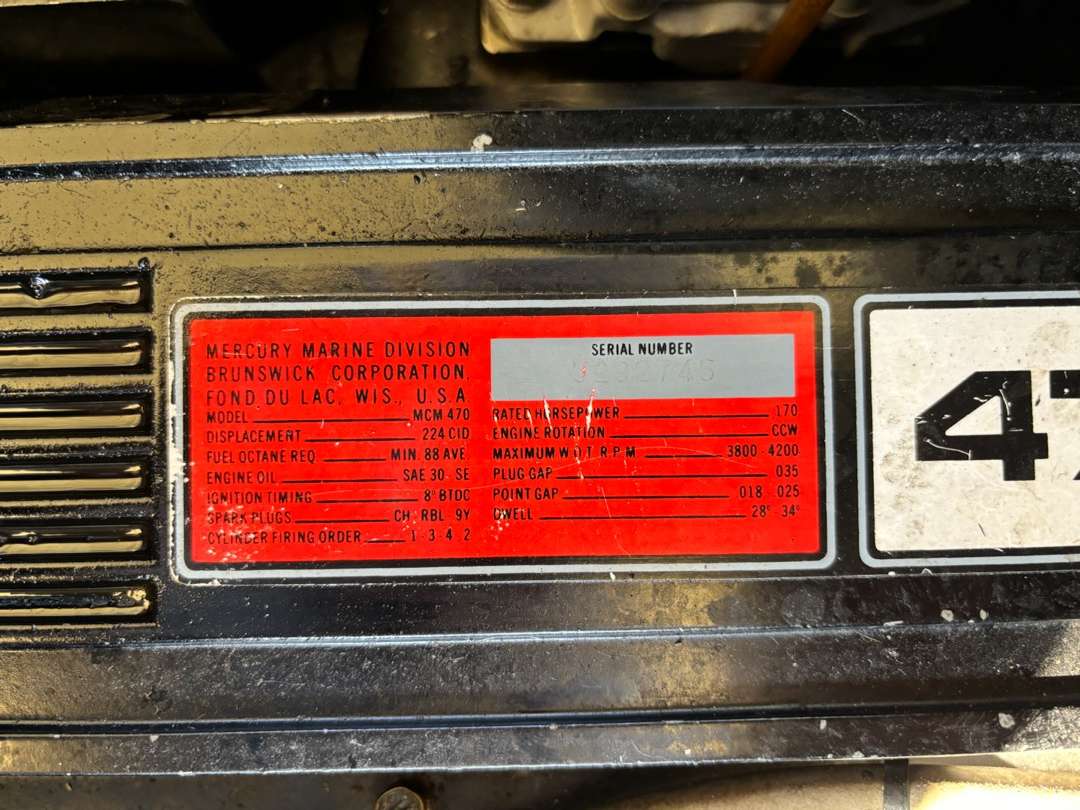 MERCURY MARINE DIVISION
BRUNSWICK CORPORATION,
FOND DU LAC, WIS., U.S.A
MODEL MCM 470
DISPLACEMENT 224 CID
FUEL OCTANE REQ. MIN. 88 AVE.
ENGINE OIL SAE 30-SE
IGNITION TIMING 8° BTDC
SPARK PLUGS CH. RBL-9Y
CYLINDER FIRING ORDER 1-3-4-2
SERIAL NUMBER
RATED HORSEPOWER 170
ENGINE ROTATION CCW
MAXIMUM W.O.T. R.P.M 3800-4200
PLUG GAP .035
POINT GAP .018-.025
DWELL 28°-34°
47